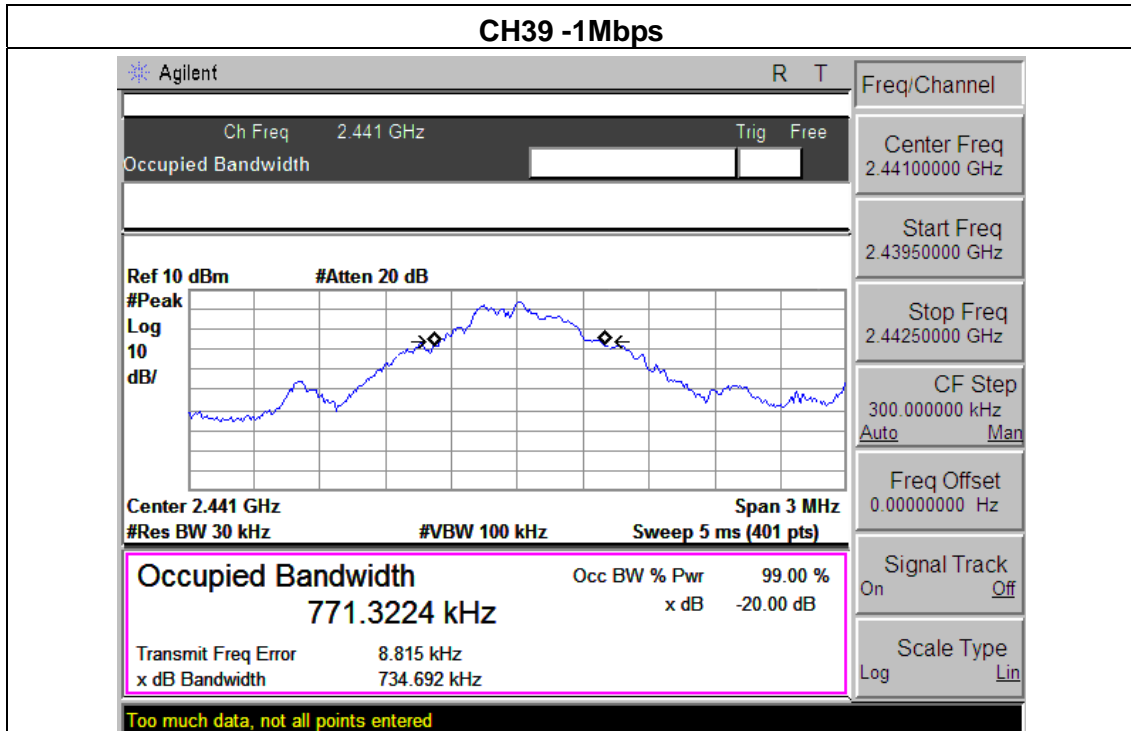 CH39 -1Mbps
Agilent R T
Ch Freq 2.441 GHz Trig Free
Occupied Bandwidth
Ref 10 dBm #Atten 20 dB
#Peak
Log
10
dB/
Center 2.441 GHz Span 3 MHz
#Res BW 30 kHz #VBW 100 kHz Sweep 5 ms (401 pts)
Occupied Bandwidth Occ BW % Pwr 99.00 %
771.3224 kHz x dB -20.00 dB
Transmit Freq Error 8.815 kHz
x dB Bandwidth 734.692 kHz
Too much data, not all points entered
Freq/Channel
Center Freq
2.44100000 GHz
Start Freq
2.43950000 GHz
Stop Freq
2.44250000 GHz
CF Step
300.000000 kHz
Auto Man
Freq Offset
0.00000000 Hz
Signal Track
On Off
Scale Type
Log Lin